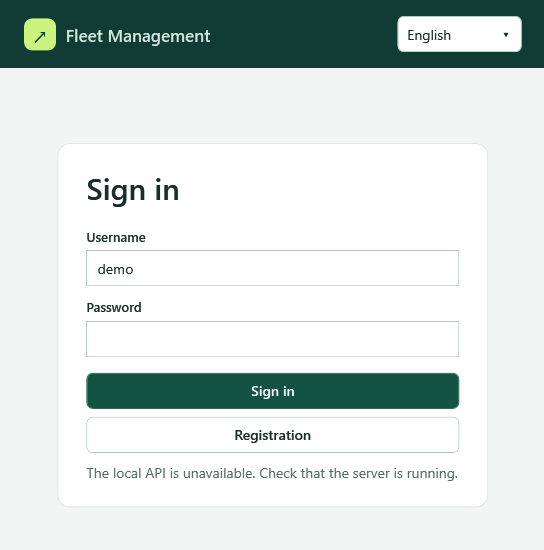 Fleet Management
English
Sign in
Username
demo
Password
Sign in
Registration
The local API is unavailable. Check that the server is running.